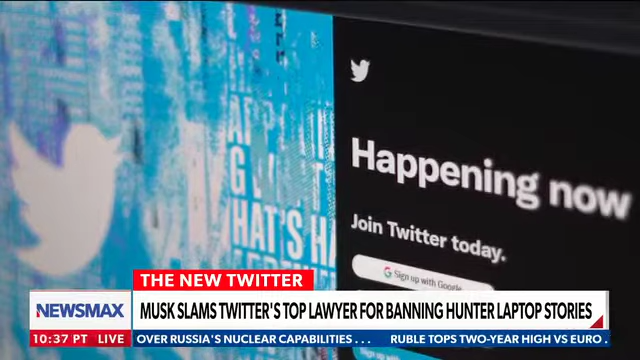 HAT'S HA
Happening now
Join Twitter today.
Sign up with Google
THE NEW TWITTER
NEWSMAX
MUSK SLAMS TWITTER'S TOP LAWYER FOR BANNING HUNTER LAPTOP STORIES
10:37 PT LIVE
OVER RUSSIA'S NUCLEAR CAPABILITIES . . . RUBLE TOPS TWO-YEAR HIGH VS EURO .